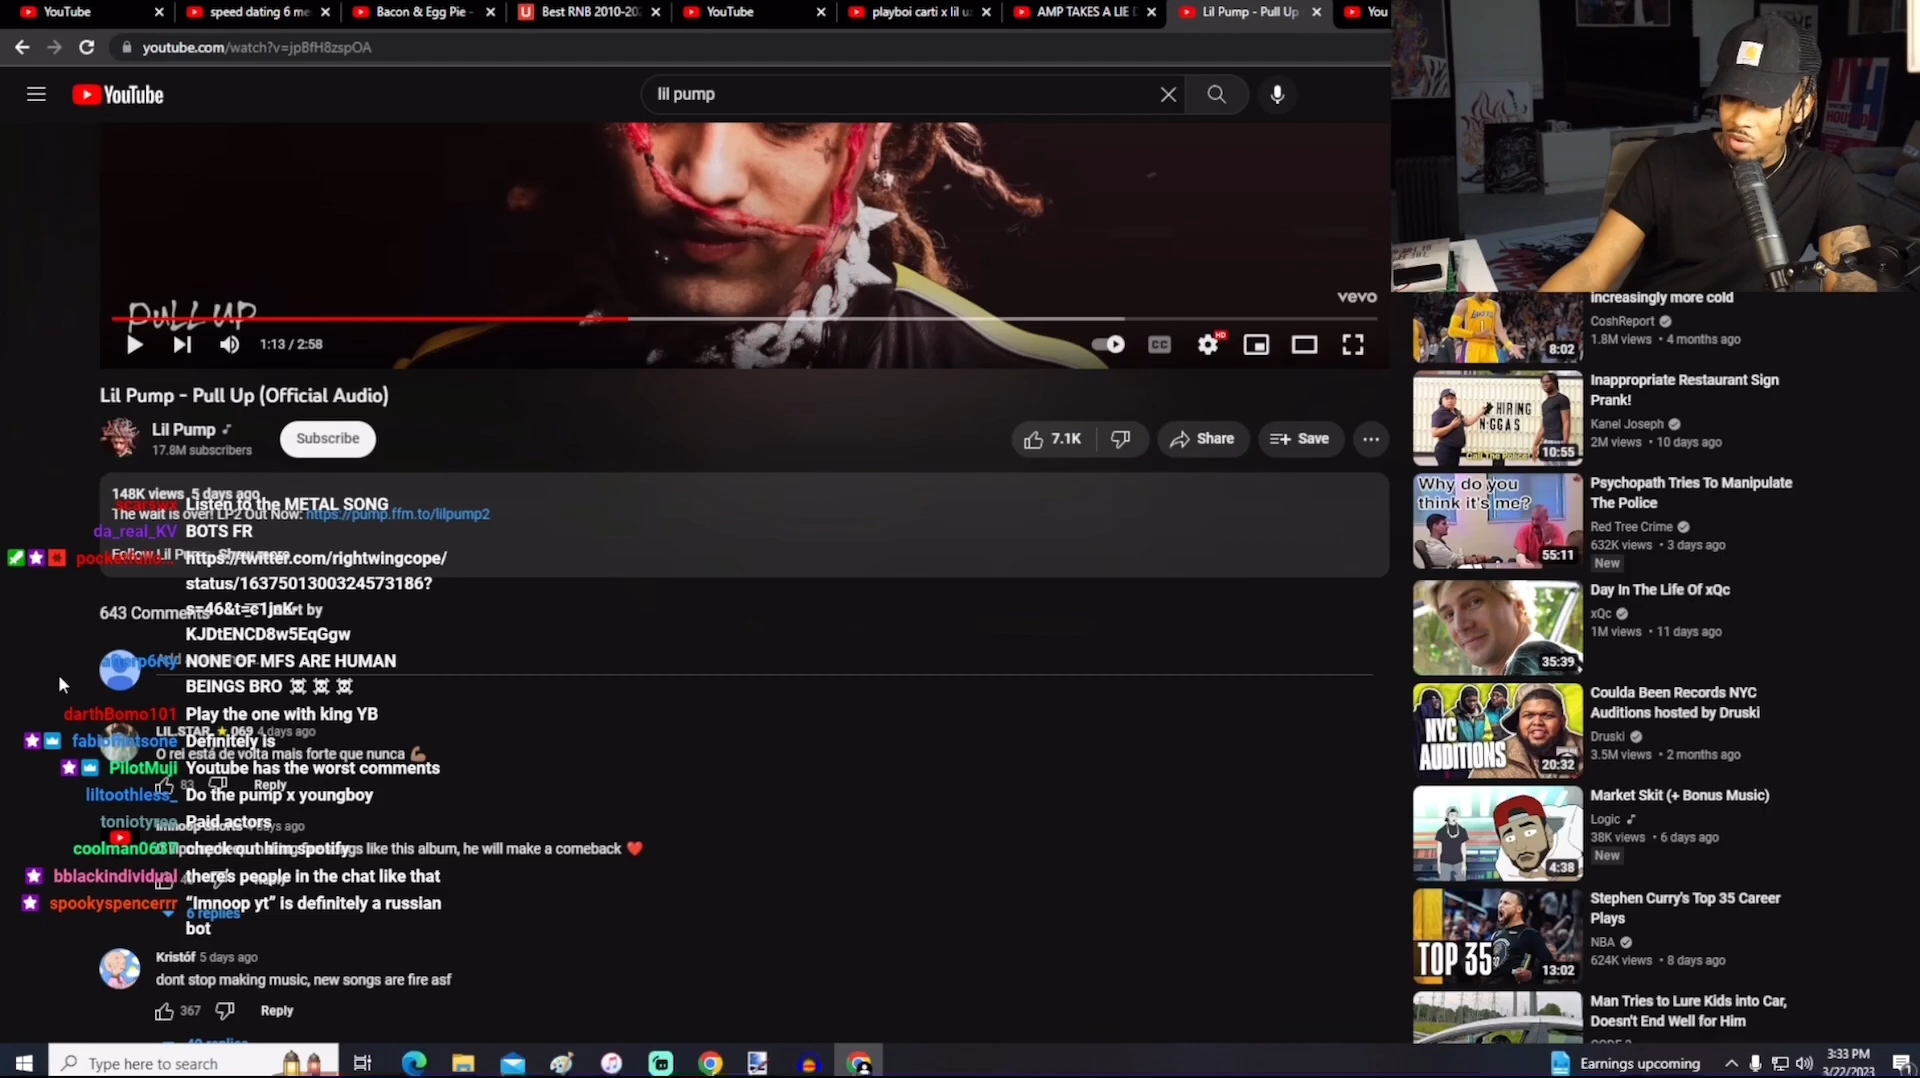 YouTube
speed dating 6 me
Bacon & Egg Pie -
Best RNB 2010-20
YouTube
playboi carti x lil u
AMP TAKES A LIE
Lil Pump - Pull Up
You
youtube.com/watch?v=jpBfH8zspOA
YouTube
lil pump
PULL UP
vevo
1:13 / 2:58
CC
HD
Lil Pump - Pull Up (Official Audio)
Lil Pump
17.8M subscribers
Subscribe
7.1K
Share
Save
148K views 5 days ago
The wait is over! LP2 Out Now: https://pump.ffm.to/lilpump2
Show more
scarswx Listen to the METAL SONG
da_real_KV BOTS FR
https://twitter.com/rightwingcope/
status/1637501300324573186?
KJDtENCD8w5EqGgw
643 Comments
NONE OF MFS ARE HUMAN
BEINGS BRO ☠ ☠ ☠
darthBomo101 Play the one with king YB
Definitely is
PilotMuji Youtube has the worst comments
liltoothless_ Do the pump x youngboy
Paid actors
check out him spotify
bblackindividual there's people in the chat like that
spookyspencerrr “Imnoop yt” is definitely a russian
bot
LIL.STAR ★ 069 4 days ago
O rei está de volta mais forte que nunca 💪🏽
83
Reply
days ago
like this album, he will make a comeback ❤️
6 replies
Kristóf 5 days ago
dont stop making music, new songs are fire asf
367
Reply
increasingly more cold
CoshReport
1.8M views • 4 months ago
8:02
HIRING
N·GGAS
Call The Police!
10:55
Inappropriate Restaurant Sign
Prank!
Kanel Joseph
2M views • 10 days ago
Why do you
think it's me?
55:11
Psychopath Tries To Manipulate
The Police
Red Tree Crime
632K views • 3 days ago
New
35:39
Day In The Life Of xQc
xQc
1M views • 11 days ago
NYC
AUDITIONS
20:32
Coulda Been Records NYC
Auditions hosted by Druski
Druski
3.5M views • 2 months ago
4:38
Market Skit (+ Bonus Music)
Logic
38K views • 6 days ago
New
TOP 35
13:02
Stephen Curry's Top 35 Career
Plays
NBA
624K views • 8 days ago
Man Tries to Lure Kids into Car,
Doesn't End Well for Him
Type here to search
Earnings upcoming
3:33 PM
3/22/2023